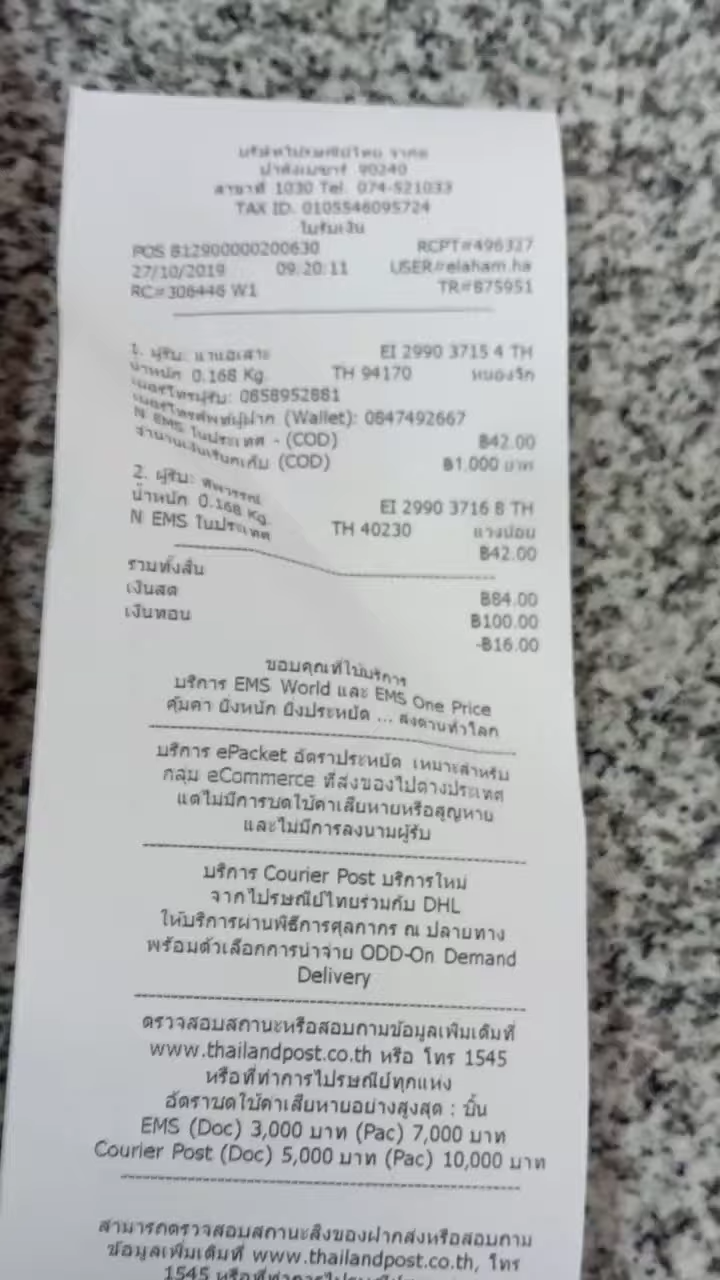 บริษัทไปรษณีย์ไทย จำกัด
90240
สาขาที่ 1030 Tel. 074-521033
TAX ID. 0105546095724
ใบรับเงิน
POS B12900000200630 RCPT#496327
27/10/2019 09:20:11 USER#elaham.ha
RC#306446 W1 TR#875951
1. ผู้รับ: EI 2990 3715 4 TH
น้ำหนัก 0.168 Kg. TH 94170 หนองจิก
เบอร์โทรผู้รับ: 0858952881
เบอร์โทรศัพท์ผู้ฝาก (Wallet): 0847492667
N EMS ในประเทศ - (COD) ฿42.00
จำนวนเงินเรียกเก็บ (COD) ฿1,000 บาท
2. ผู้รับ: EI 2990 3716 8 TH
น้ำหนัก 0.168 Kg. TH 40230 แวงน้อย
N EMS ในประเทศ ฿42.00
รวมทั้งสิ้น ฿84.00
เงินสด ฿100.00
เงินทอน -฿16.00
ขอบคุณที่ใช้บริการ
บริการ EMS World และ EMS One Price
คุ้มค่า ยิ่งหนัก ยิ่งประหยัด ... ส่งด่วนทั่วโลก
บริการ ePacket อัตราประหยัด เหมาะสำหรับ
กลุ่ม eCommerce ที่ส่งของไปต่างประเทศ
แต่ไม่มีการชดใช้ค่าเสียหายหรือสูญหาย
และไม่มีการลงนามผู้รับ
บริการ Courier Post บริการใหม่
จากไปรษณีย์ไทยร่วมกับ DHL
ให้บริการผ่านพิธีการศุลกากร ณ ปลายทาง
พร้อมตัวเลือกการนำจ่าย ODD-On Demand
Delivery
ตรวจสอบสถานะหรือสอบถามข้อมูลเพิ่มเติมที่
www.thailandpost.co.th หรือ โทร 1545
หรือที่ทำการไปรษณีย์ทุกแห่ง
อัตราชดใช้ค่าเสียหายอย่างสูงสุด : ชิ้น
EMS (Doc) 3,000 บาท (Pac) 7,000 บาท
Courier Post (Doc) 5,000 บาท (Pac) 10,000 บาท
สามารถตรวจสอบสถานะสิ่งของฝากส่งหรือสอบถาม
ข้อมูลเพิ่มเติมที่ www.thailandpost.co.th, โทร
1545 หรือที่ทำการไปรษณีย์